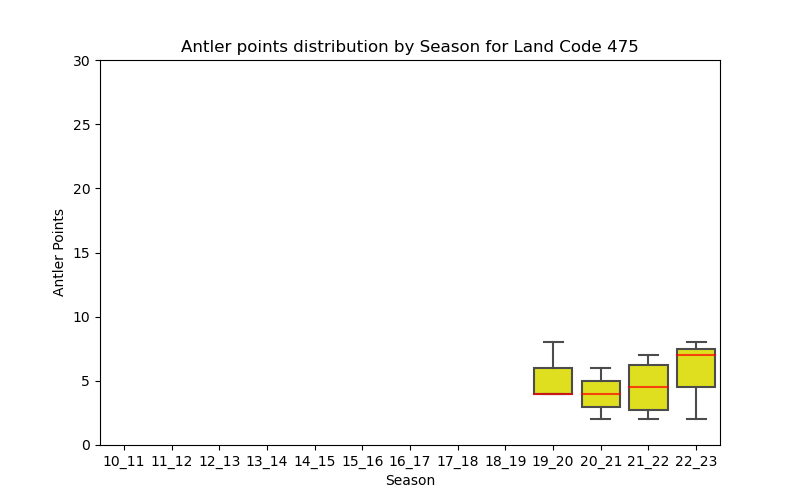 Antler points distribution by Season for Land Code 475
30
25
20
15
10
5
0
Antler Points
10_11 11_12 12_13 13_14 14_15 15_16 16_17 17_18 18_19 19_20 20_21 21_22 22_23
Season